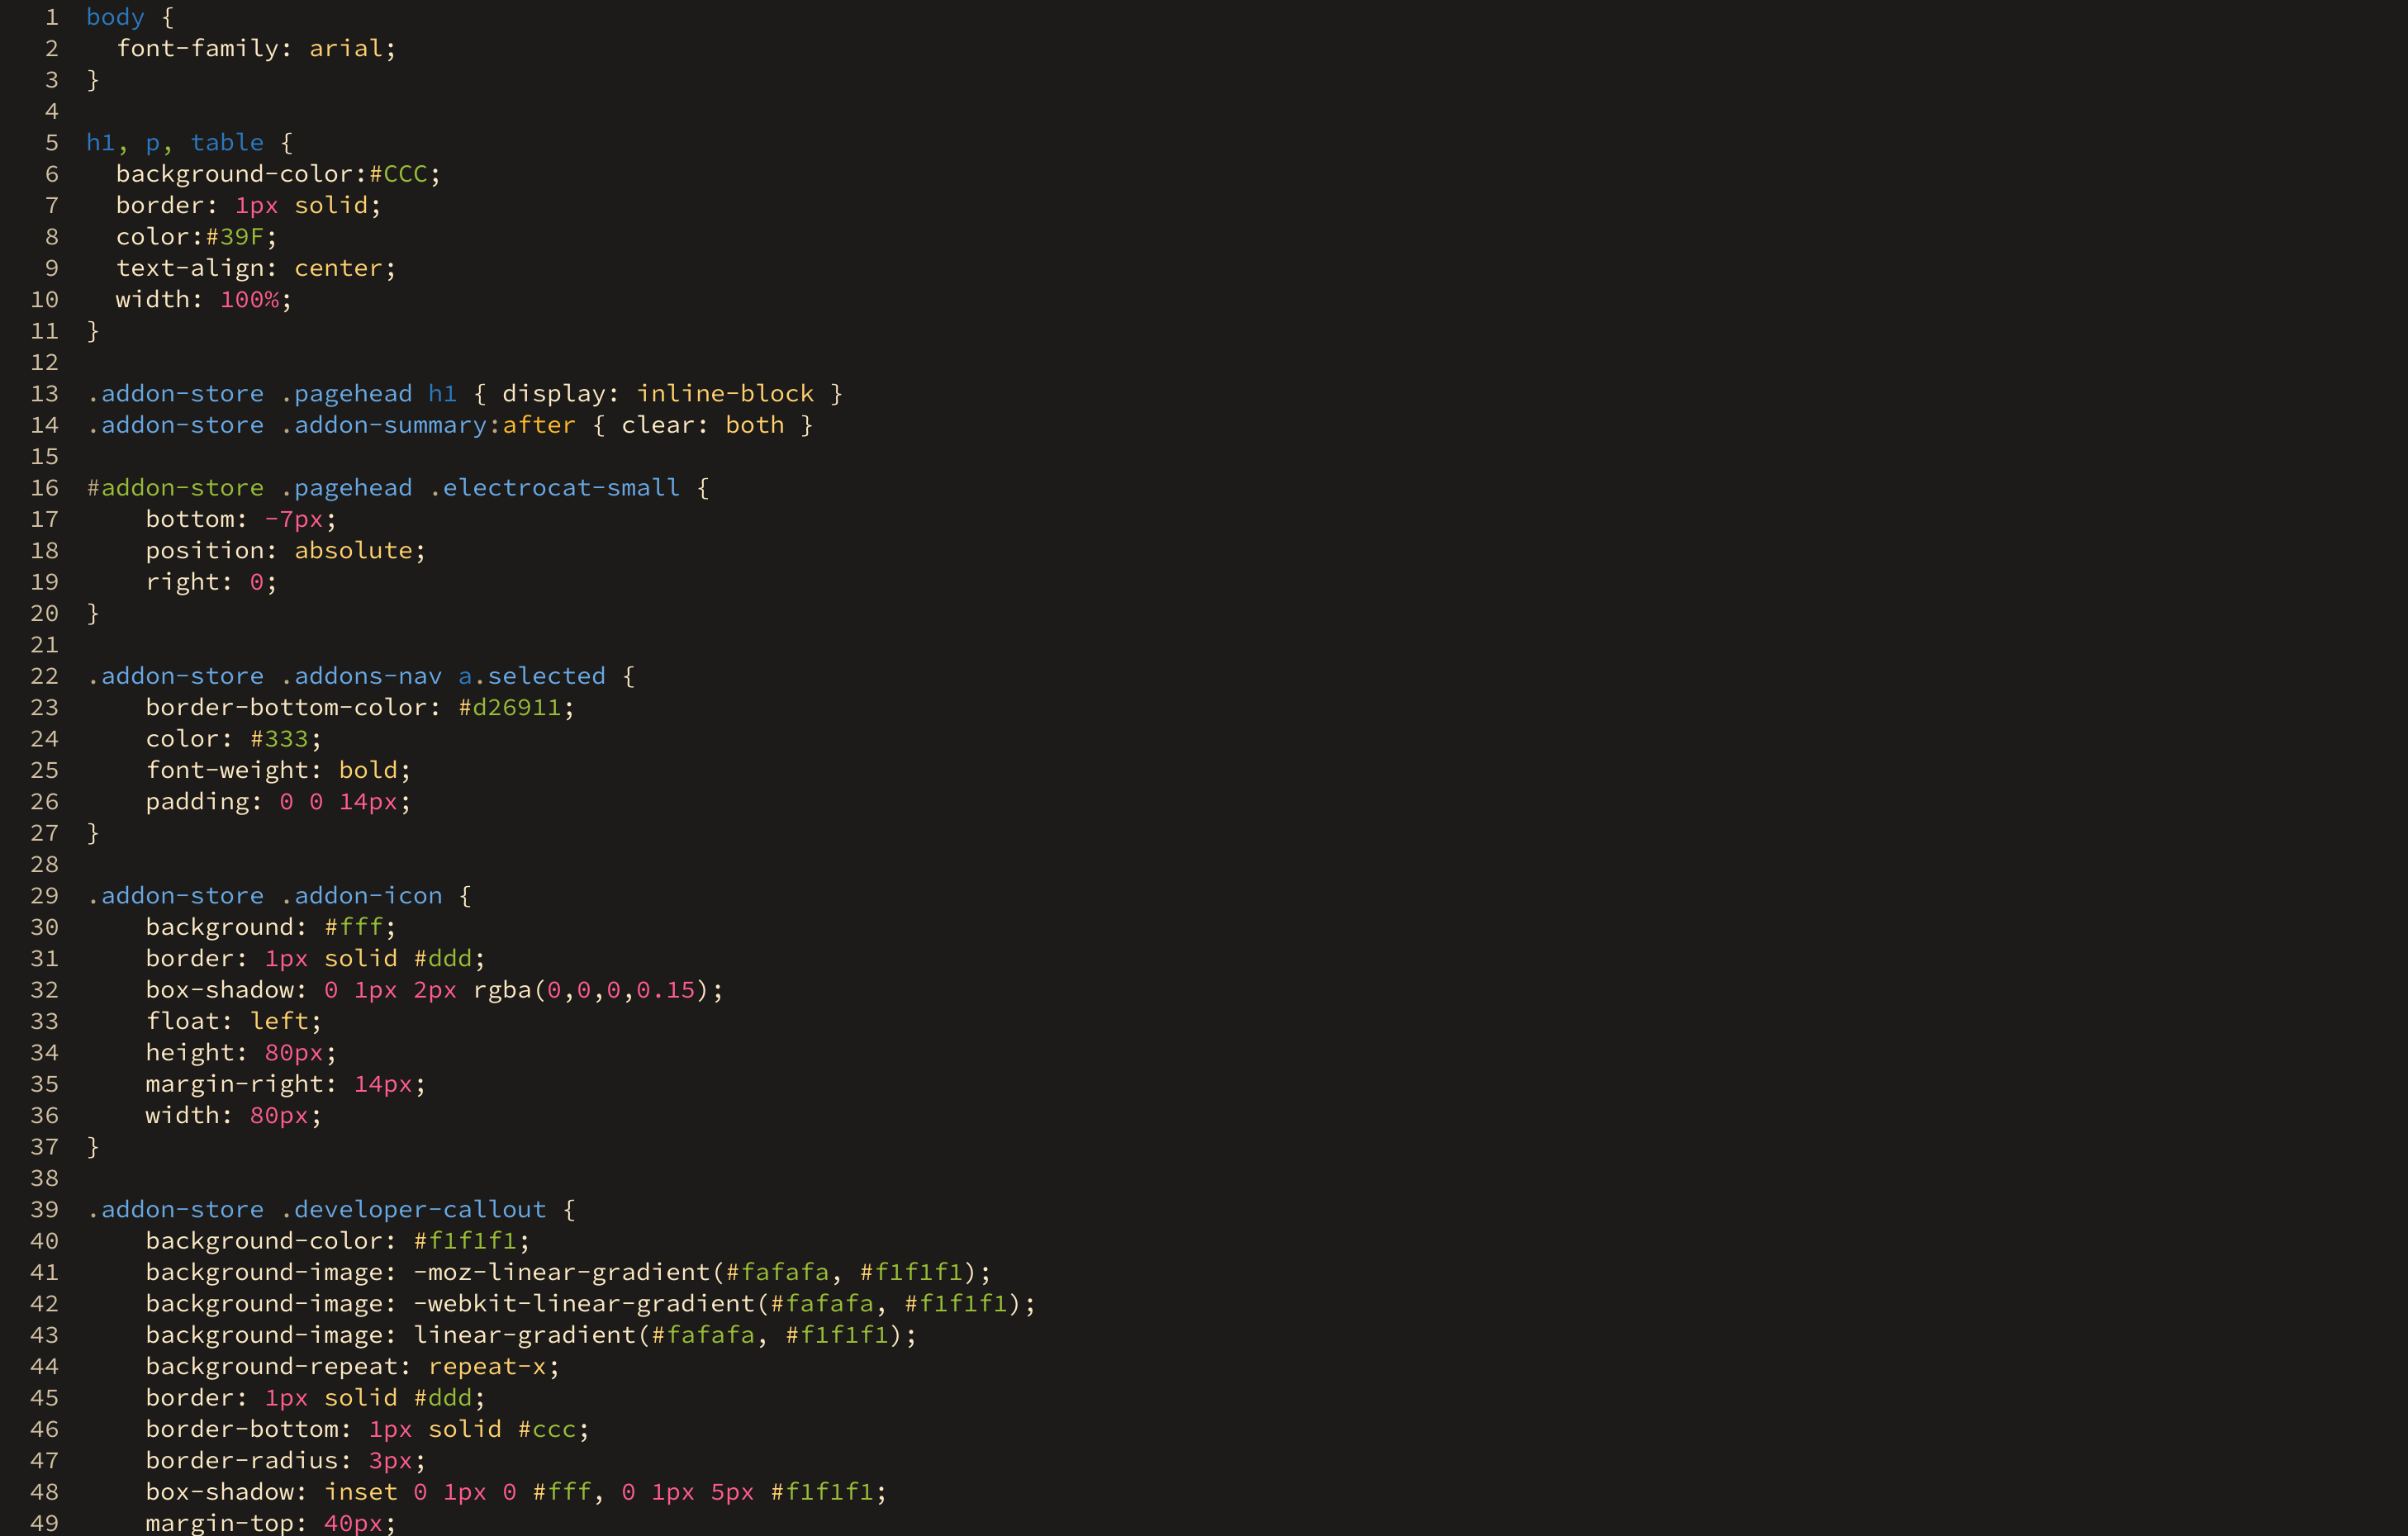 1 body {
2   font-family: arial;
3 }
4
5 h1, p, table {
6   background-color:#CCC;
7   border: 1px solid;
8   color:#39F;
9   text-align: center;
10   width: 100%;
11 }
12
13 .addon-store .pagehead h1 { display: inline-block }
14 .addon-store .addon-summary:after { clear: both }
15
16 #addon-store .pagehead .electrocat-small {
17     bottom: -7px;
18     position: absolute;
19     right: 0;
20 }
21
22 .addon-store .addons-nav a.selected {
23     border-bottom-color: #d26911;
24     color: #333;
25     font-weight: bold;
26     padding: 0 0 14px;
27 }
28
29 .addon-store .addon-icon {
30     background: #fff;
31     border: 1px solid #ddd;
32     box-shadow: 0 1px 2px rgba(0,0,0,0.15);
33     float: left;
34     height: 80px;
35     margin-right: 14px;
36     width: 80px;
37 }
38
39 .addon-store .developer-callout {
40     background-color: #f1f1f1;
41     background-image: -moz-linear-gradient(#fafafa, #f1f1f1);
42     background-image: -webkit-linear-gradient(#fafafa, #f1f1f1);
43     background-image: linear-gradient(#fafafa, #f1f1f1);
44     background-repeat: repeat-x;
45     border: 1px solid #ddd;
46     border-bottom: 1px solid #ccc;
47     border-radius: 3px;
48     box-shadow: inset 0 1px 0 #fff, 0 1px 5px #f1f1f1;
49     margin-top: 40px;